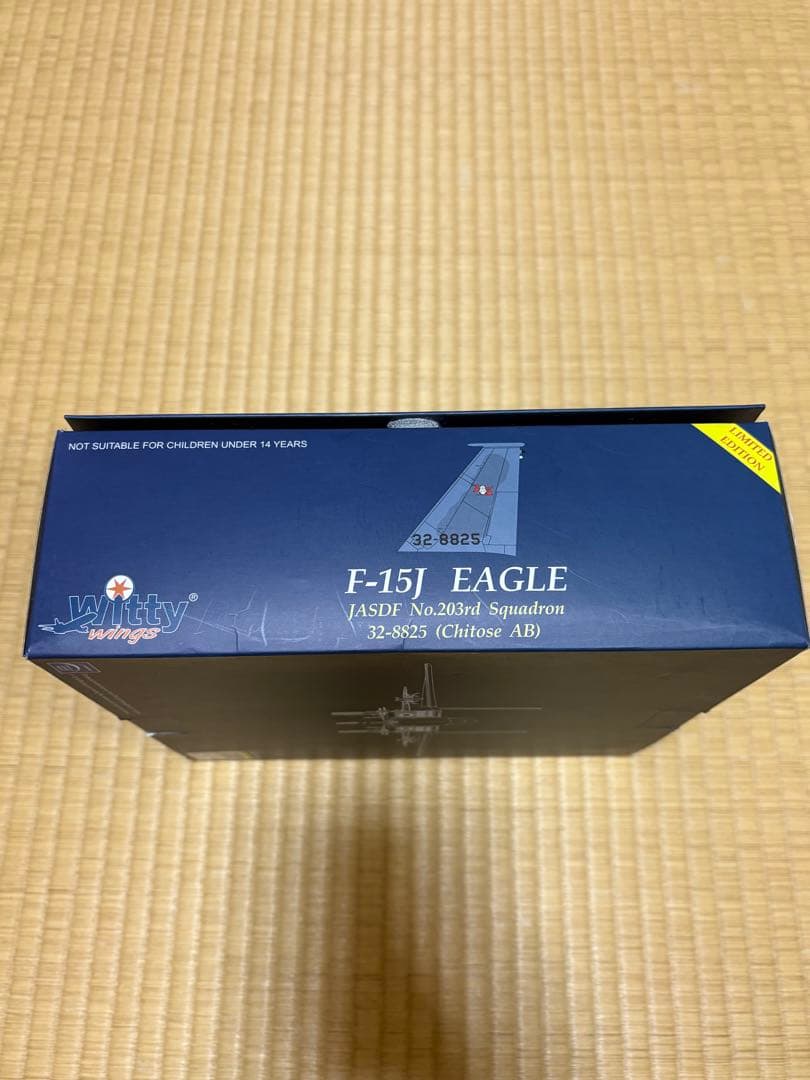 NOT SUITABLE FOR CHILDREN UNDER 14 YEARS
LIMITED
EDITION
32-8825
F-15J EAGLE
JASDF No.203rd Squadron
32-8825 (Chitose AB)
Witty®
wings